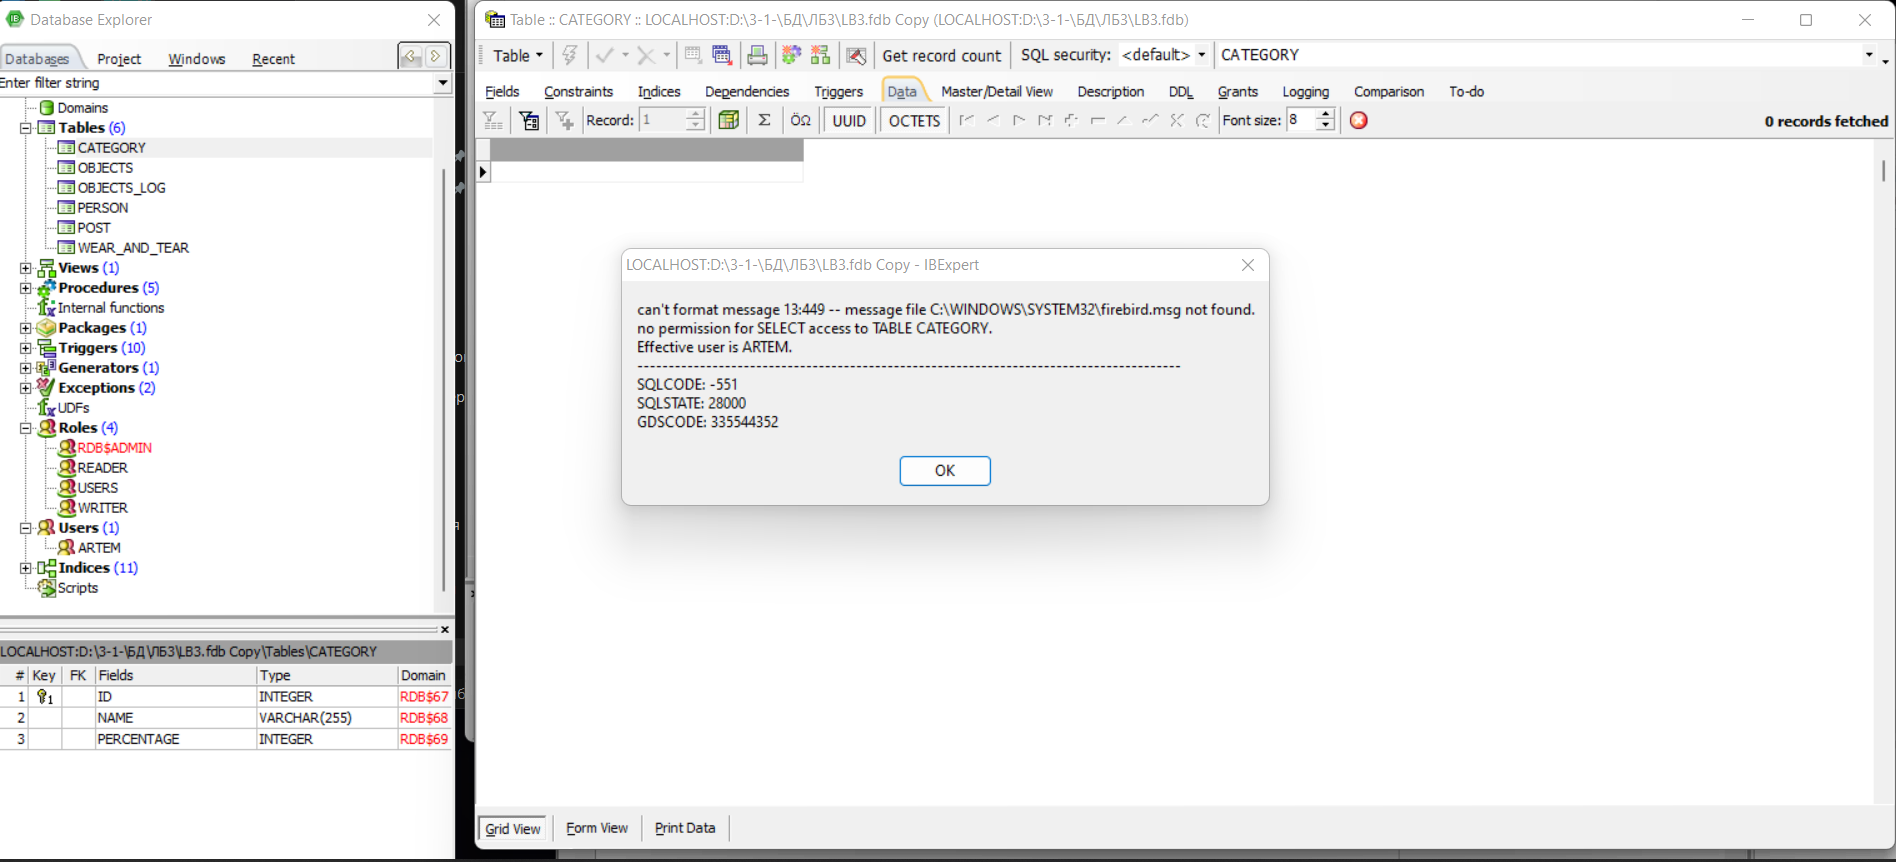 Database Explorer
Databases Project Windows Recent
Enter filter string
Domains
Tables (6)
CATEGORY
OBJECTS
OBJECTS_LOG
PERSON
POST
WEAR_AND_TEAR
Views (1)
Procedures (5)
Internal functions
Packages (1)
Triggers (10)
Generators (1)
Exceptions (2)
UDFs
Roles (4)
RDB$ADMIN
READER
USERS
WRITER
Users (1)
ARTEM
Indices (11)
Scripts
LOCALHOST:D:\3-1-\БД\ЛБ3\LB3.fdb Copy\Tables\CATEGORY
# Key FK Fields Type Domain
1 1 ID INTEGER RDB$67
2 NAME VARCHAR(255) RDB$68
3 PERCENTAGE INTEGER RDB$69
Table :: CATEGORY :: LOCALHOST:D:\3-1-\БД\ЛБ3\LB3.fdb Copy (LOCALHOST:D:\3-1-\БД\ЛБ3\LB3.fdb)
Table Get record count SQL security: <default> CATEGORY
Fields Constraints Indices Dependencies Triggers Data Master/Detail View Description DDL Grants Logging Comparison To-do
Record: 1 Σ ÖΩ UUID OCTETS Font size: 8 0 records fetched
LOCALHOST:D:\3-1-\БД\ЛБ3\LB3.fdb Copy - IBExpert
can't format message 13:449 -- message file C:\WINDOWS\SYSTEM32\firebird.msg not found.
no permission for SELECT access to TABLE CATEGORY.
Effective user is ARTEM.
---------------------------------------------------------------------------------------
SQLCODE: -551
SQLSTATE: 28000
GDSCODE: 335544352
OK
Grid View Form View Print Data